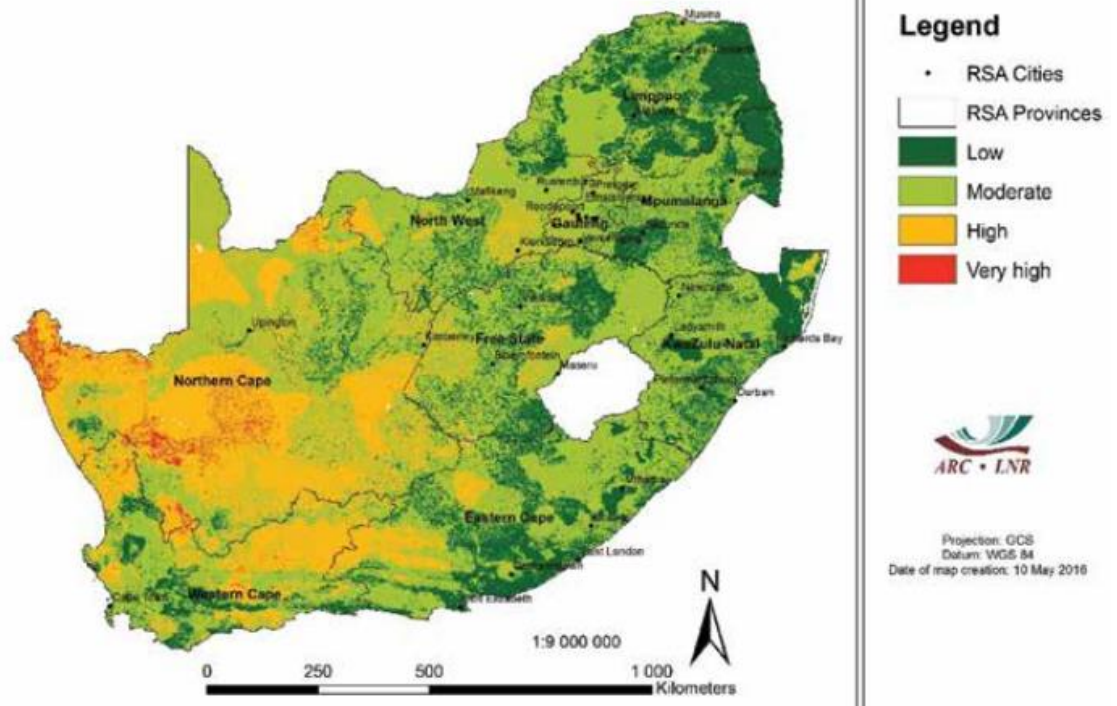 Musina
Limpopo
Mafikeng
North West
Mpumalanga
Roodepoort
Gauteng
Klerksdorp
Newcastle
Upington
Kimberley
Free State
Ladysmith
KwaZulu-Natal
Bloemfontein
Maseru
Northern Cape
Durban
Eastern Cape
East London
Cape Town
Western Cape
Port Elizabeth
N
1:9 000 000
0 250 500 1 000
Kilometers
Legend
RSA Cities
RSA Provinces
Low
Moderate
High
Very high
ARC • LNR
Projection: GCS
Datum: WGS 84
Date of map creation: 10 May 2016